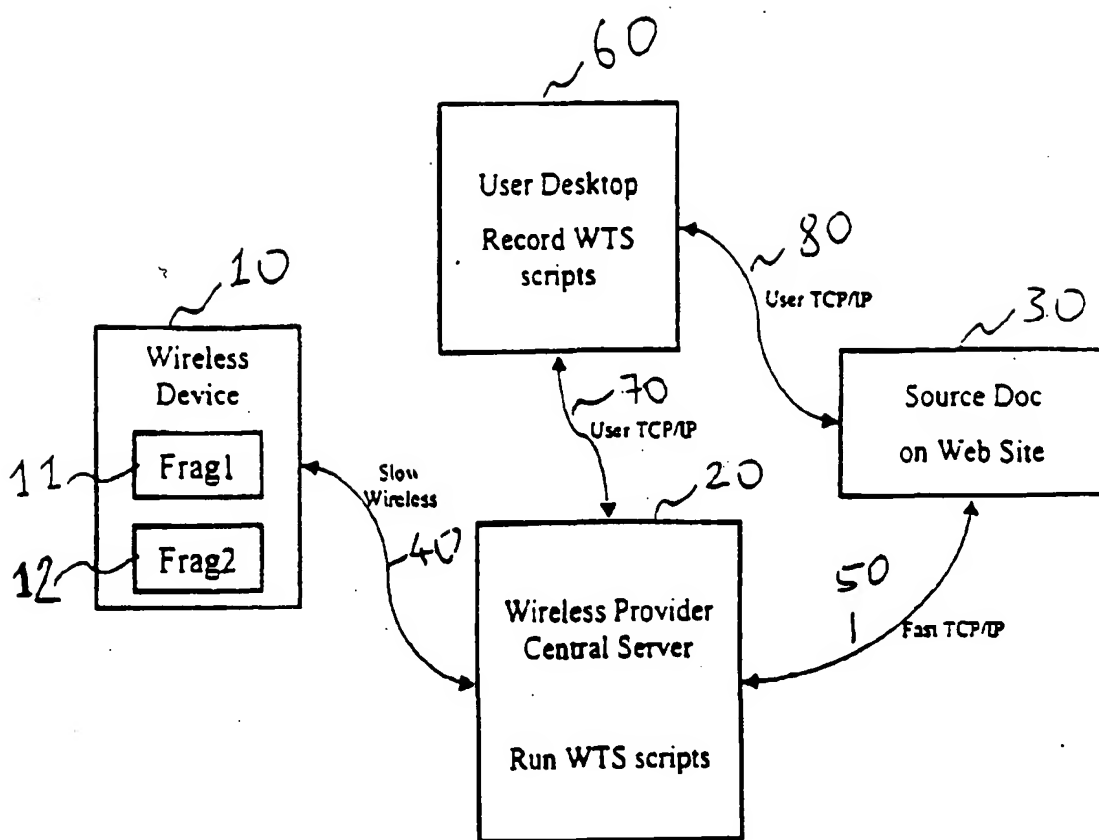 60
User Desktop
Record WTS
scripts
80
User TCP/IP
10
30
Wireless
Device
Source Doc
on Web Site
70
User TCP/IP
11
Frag1
Slow
Wireless
20
40
12
Frag2
50
Wireless Provider
Central Server
Fast TCP/IP
Run WTS scripts